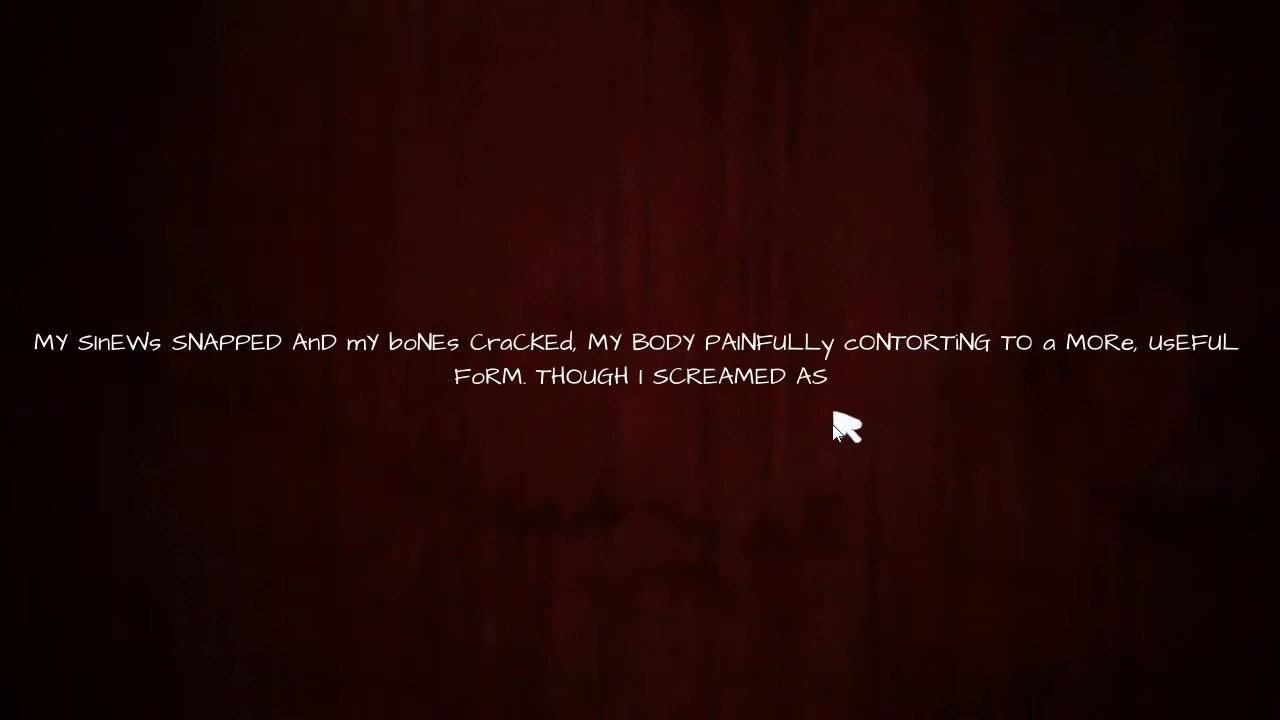 MY SInEWs SNAPPED AnD mY boNEs CraCKEd, MY BODY PAiNFULLy cONTORTiNG TO a MORe, UsEFUL
FoRM. THOUGH I SCREAMED AS